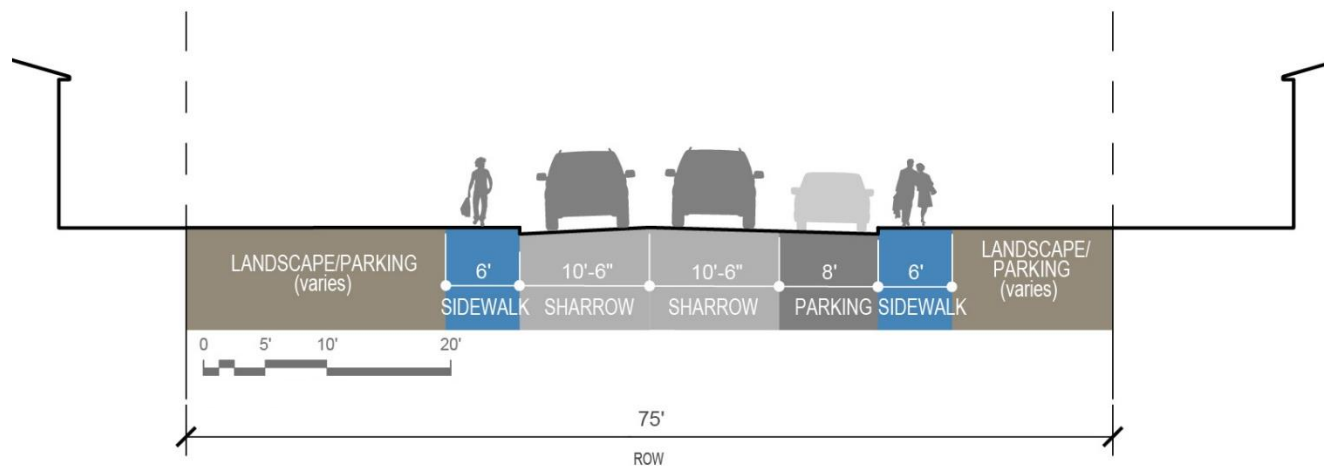 LANDSCAPE/PARKING
(varies)
6'
SIDEWALK
10'-6"
SHARROW
10'-6"
SHARROW
8'
PARKING
6'
SIDEWALK
LANDSCAPE/
PARKING
(varies)
0 5' 10' 20'
75'
ROW